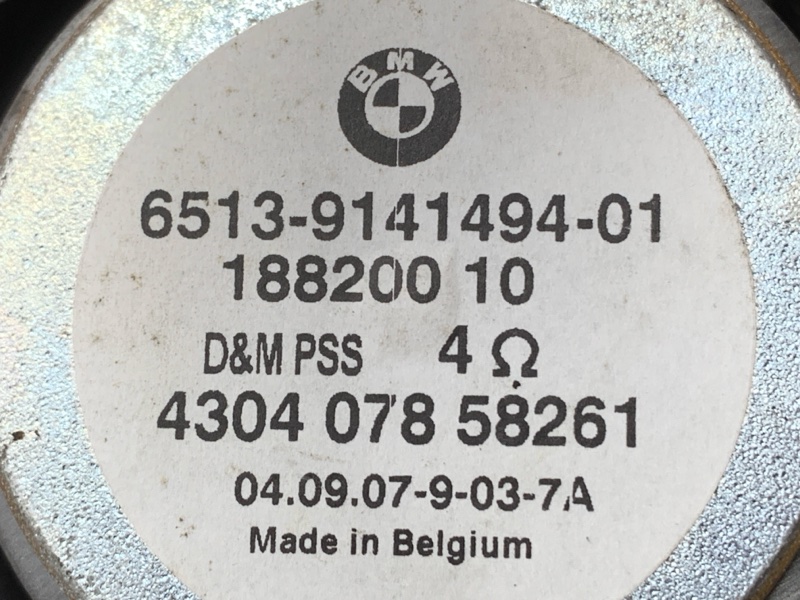 BMW
6513-9141494-01
188200 10
D&M PSS 4 Ω
4304 078 58261
04.09.07-9-03-7A
Made in Belgium